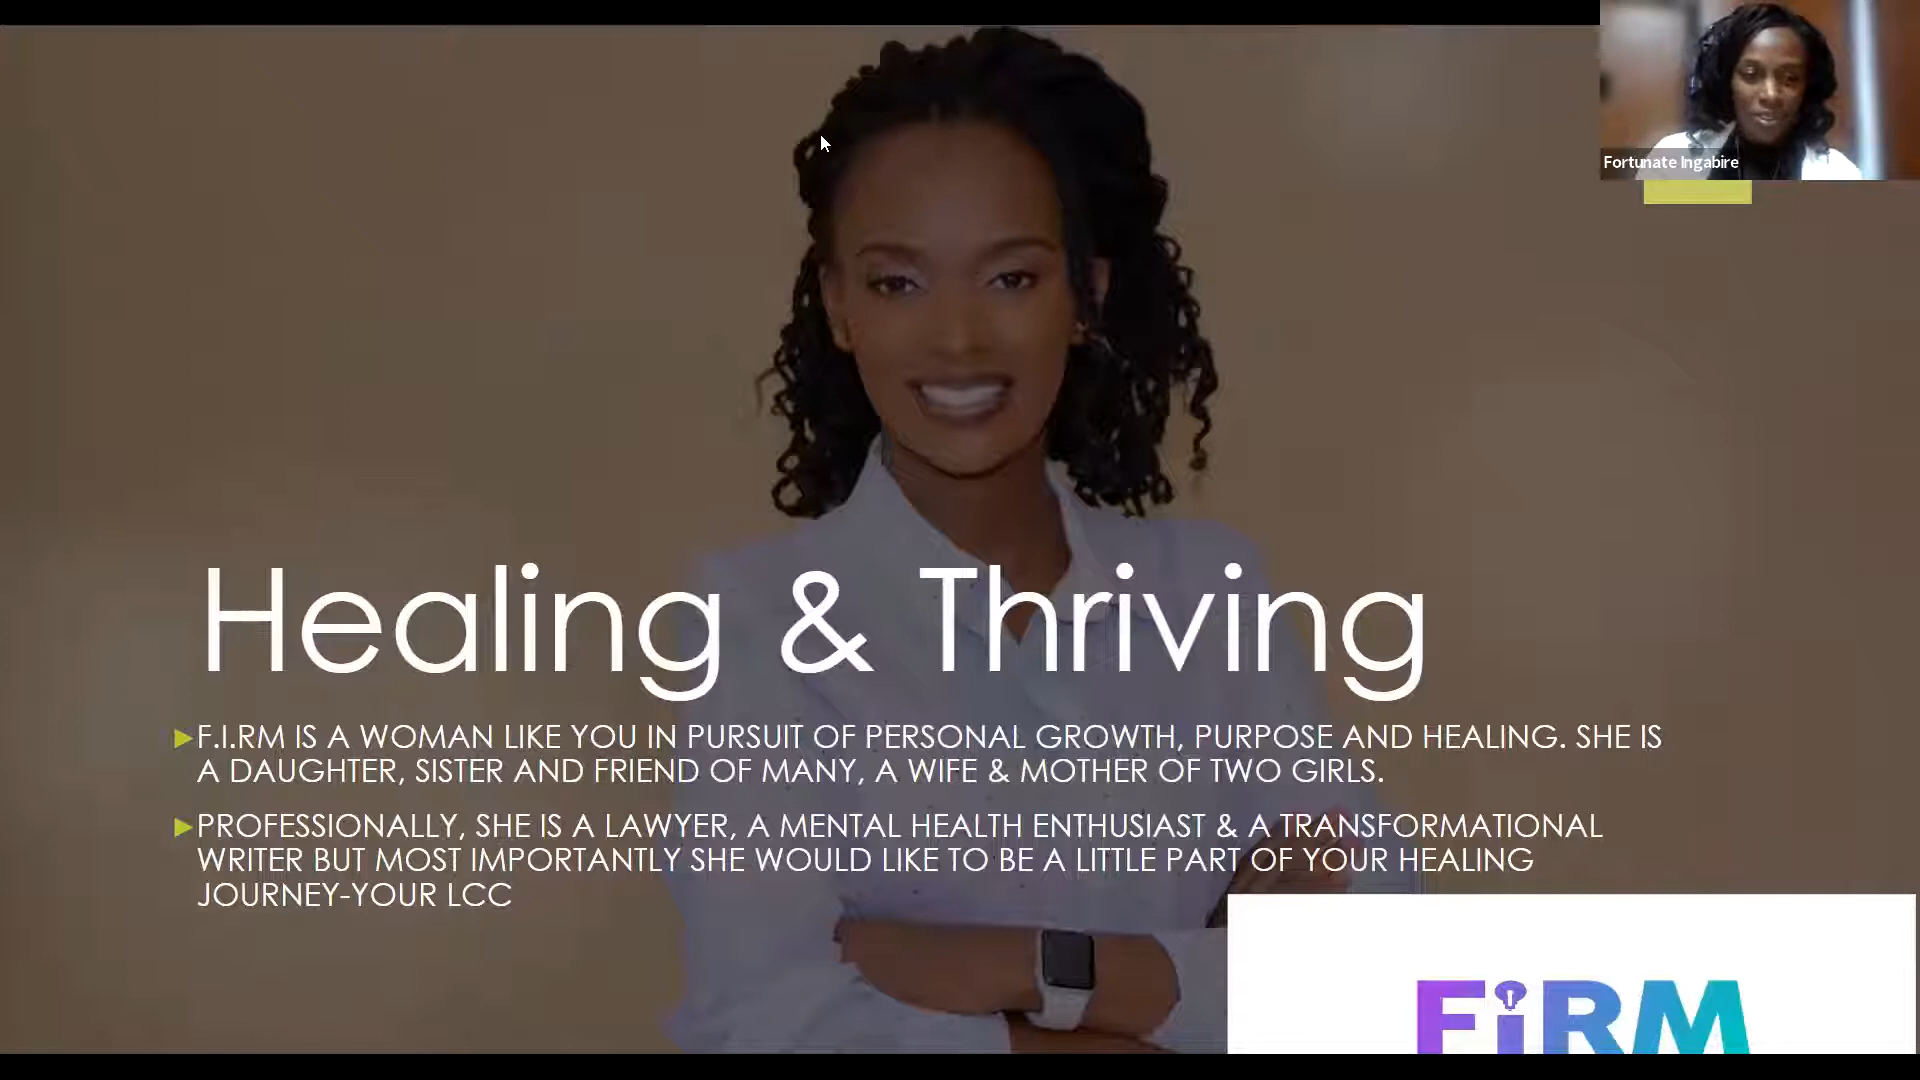 Fortunate Ingabire
Healing & Thriving
F.I.RM IS A WOMAN LIKE YOU IN PURSUIT OF PERSONAL GROWTH, PURPOSE AND HEALING. SHE IS
A DAUGHTER, SISTER AND FRIEND OF MANY, A WIFE & MOTHER OF TWO GIRLS.
PROFESSIONALLY, SHE IS A LAWYER, A MENTAL HEALTH ENTHUSIAST & A TRANSFORMATIONAL
WRITER BUT MOST IMPORTANTLY SHE WOULD LIKE TO BE A LITTLE PART OF YOUR HEALING
JOURNEY-YOUR LCC
FiRM